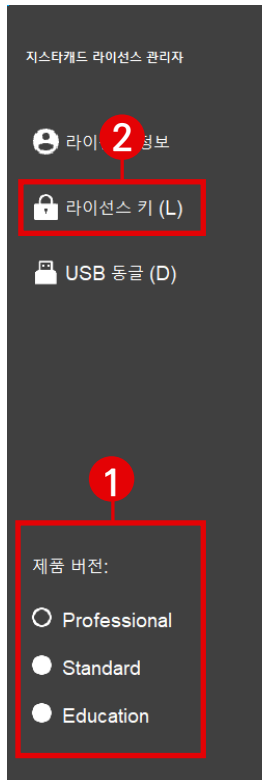 지스타캐드 라이선스 관리자
2
라이 정보
라이선스 키 (L)
USB 동글 (D)
1
제품 버전:
Professional
Standard
Education